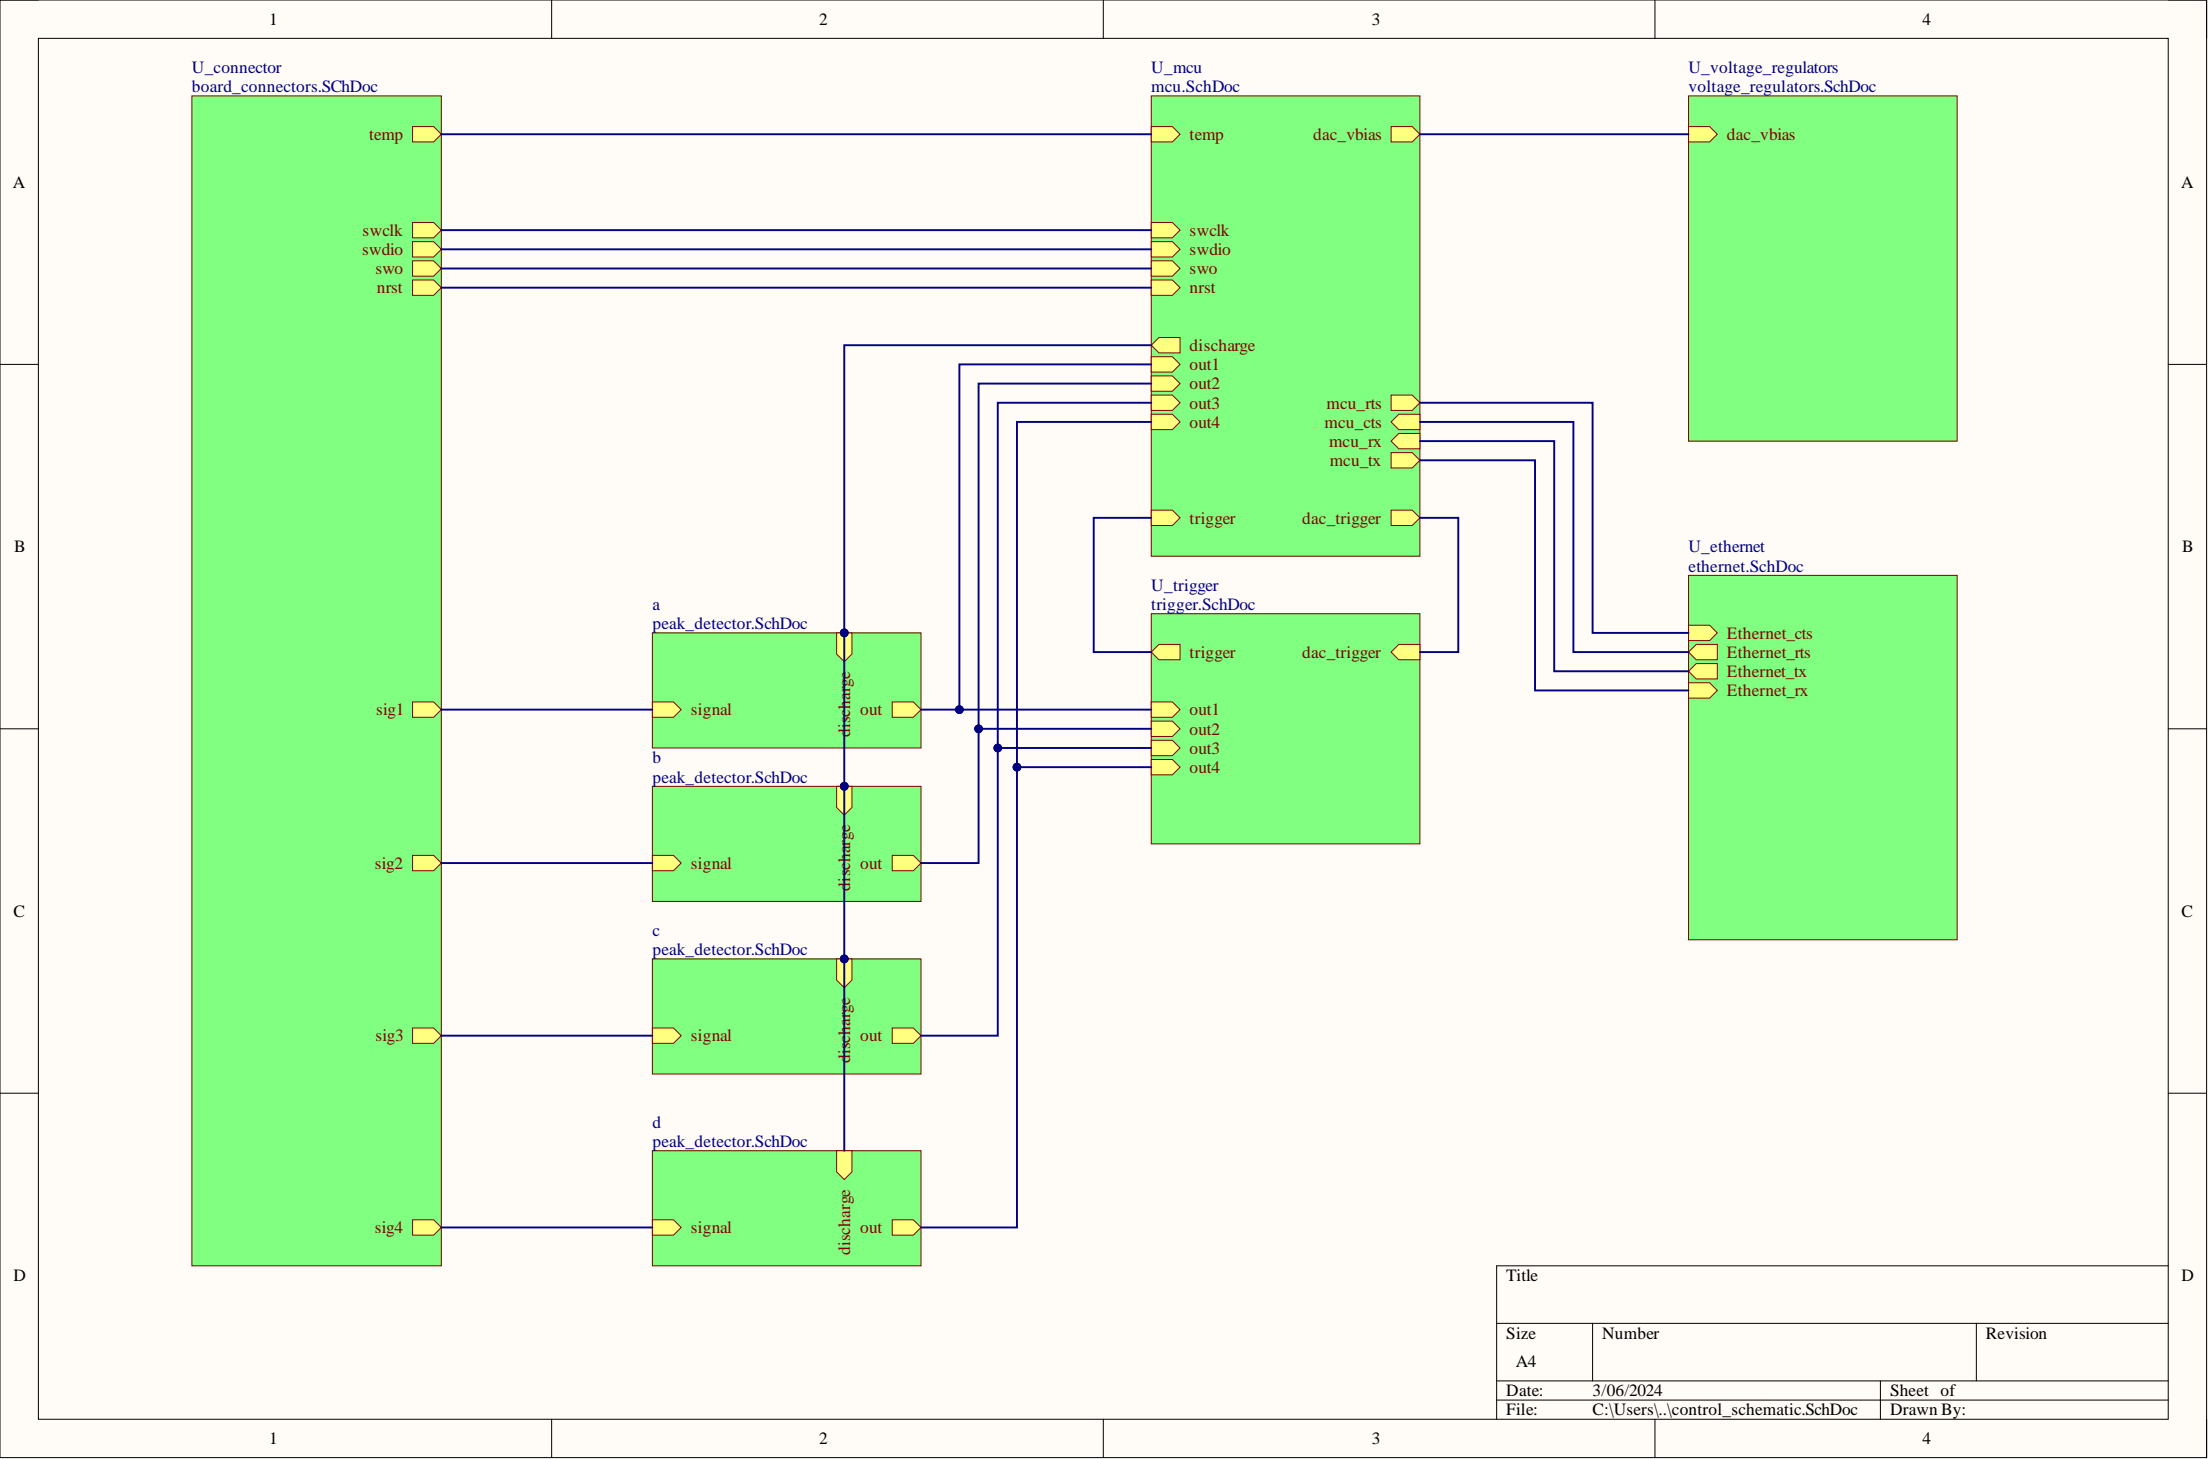 1 2 3 4
U_connector
board_connectors.SChDoc
temp
swclk
swdio
swo
nrst
sig1
sig2
sig3
sig4
a
peak_detector.SchDoc
discharge
signal out
b
peak_detector.SchDoc
discharge
signal out
c
peak_detector.SchDoc
discharge
signal out
d
peak_detector.SchDoc
discharge
signal out
U_mcu
mcu.SchDoc
temp dac_vbias
swclk
swdio
swo
nrst
discharge
out1
out2
out3 mcu_rts
out4 mcu_cts
mcu_rx
mcu_tx
trigger dac_trigger
U_trigger
trigger.SchDoc
trigger dac_trigger
out1
out2
out3
out4
U_voltage_regulators
voltage_regulators.SchDoc
dac_vbias
U_ethernet
ethernet.SchDoc
Ethernet_cts
Ethernet_rts
Ethernet_tx
Ethernet_rx
A A
B B
C C
D D
Title
Size Number Revision
A4
Date: 3/06/2024 Sheet of
File: C:\Users\..\control_schematic.SchDoc Drawn By:
1 2 3 4